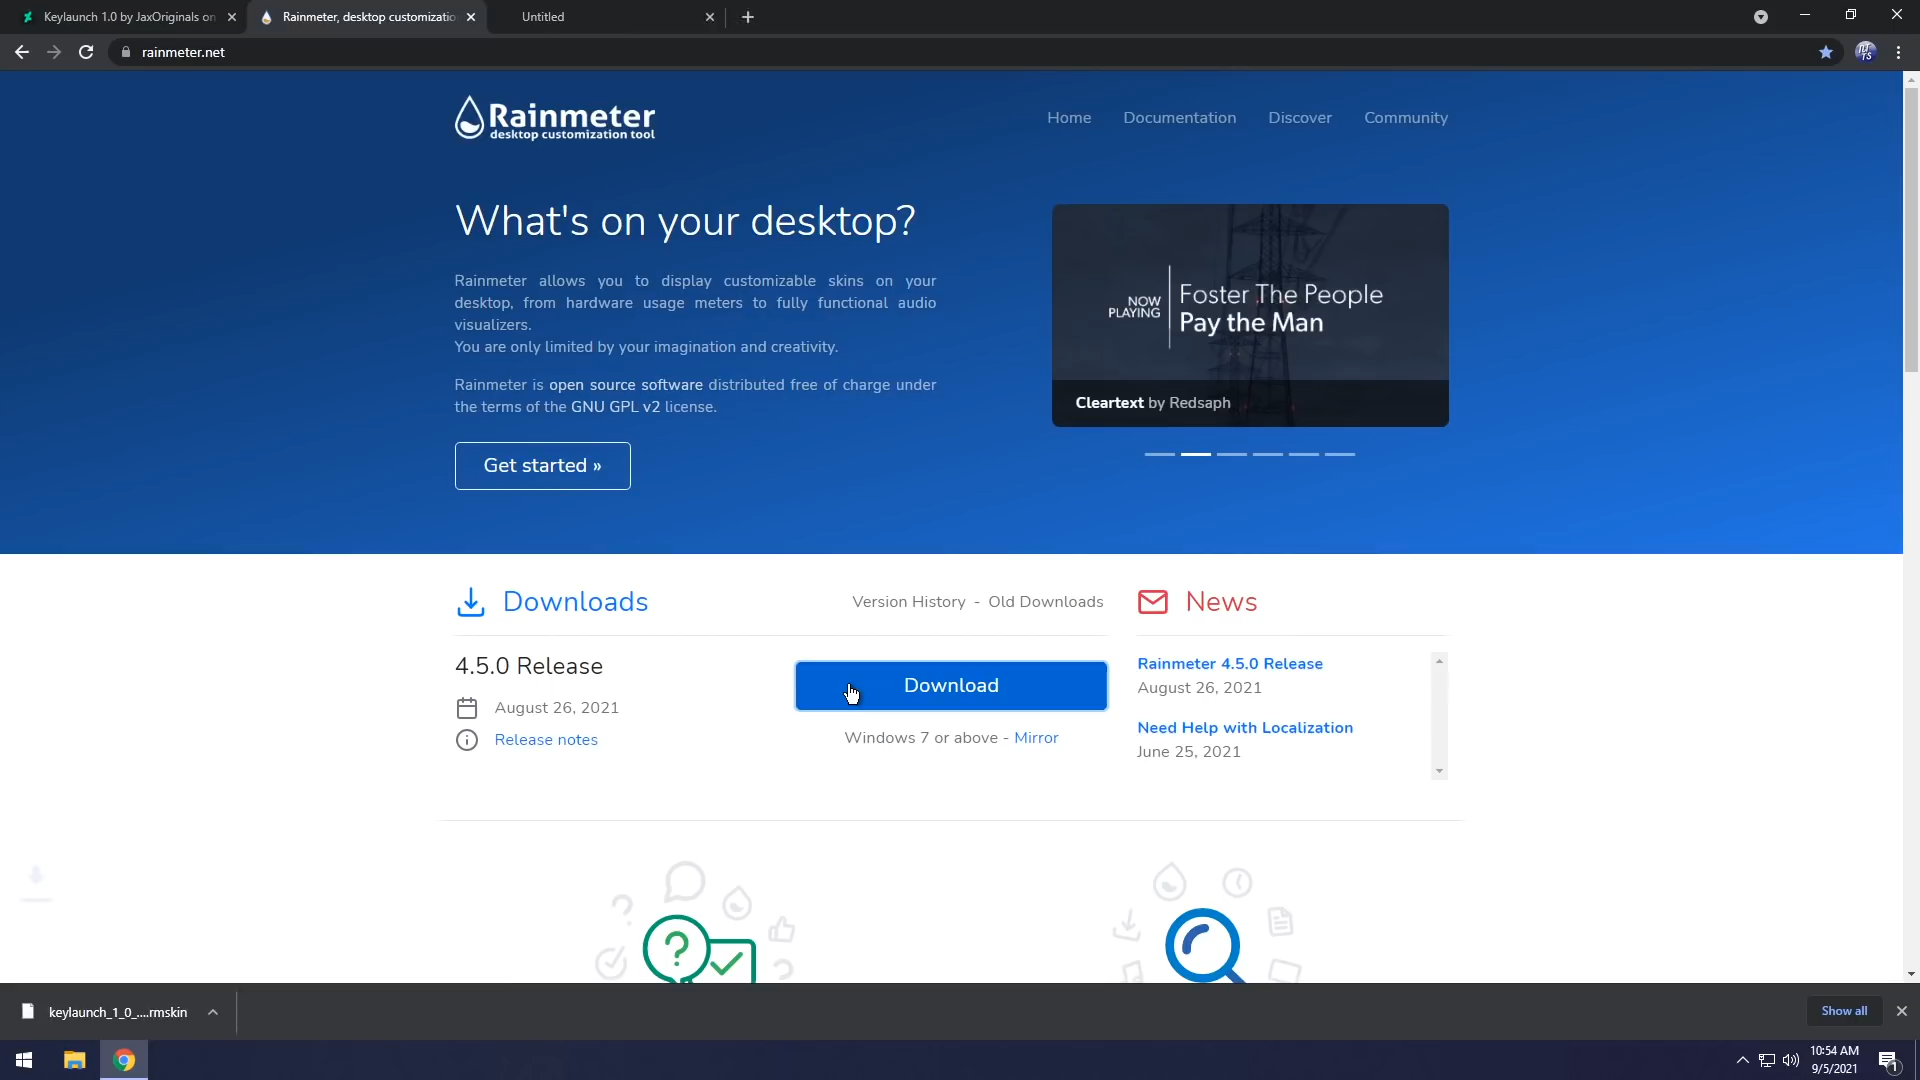 Keylaunch 1.0 by JaxOriginals on
Rainmeter, desktop customizatio
Untitled
rainmeter.net
Rainmeter
desktop customization tool
Home
Documentation
Discover
Community
What's on your desktop?
Rainmeter allows you to display customizable skins on your
desktop, from hardware usage meters to fully functional audio
visualizers.
You are only limited by your imagination and creativity.
Rainmeter is open source software distributed free of charge under
the terms of the GNU GPL v2 license.
Get started »
NOW
PLAYING
Foster The People
Pay the Man
Cleartext by Redsaph
Downloads
Version History - Old Downloads
News
4.5.0 Release
August 26, 2021
Release notes
Download
Windows 7 or above - Mirror
Rainmeter 4.5.0 Release
August 26, 2021
Need Help with Localization
June 25, 2021
keylaunch_1_0_....rmskin
Show all
10:54 AM
9/5/2021
1